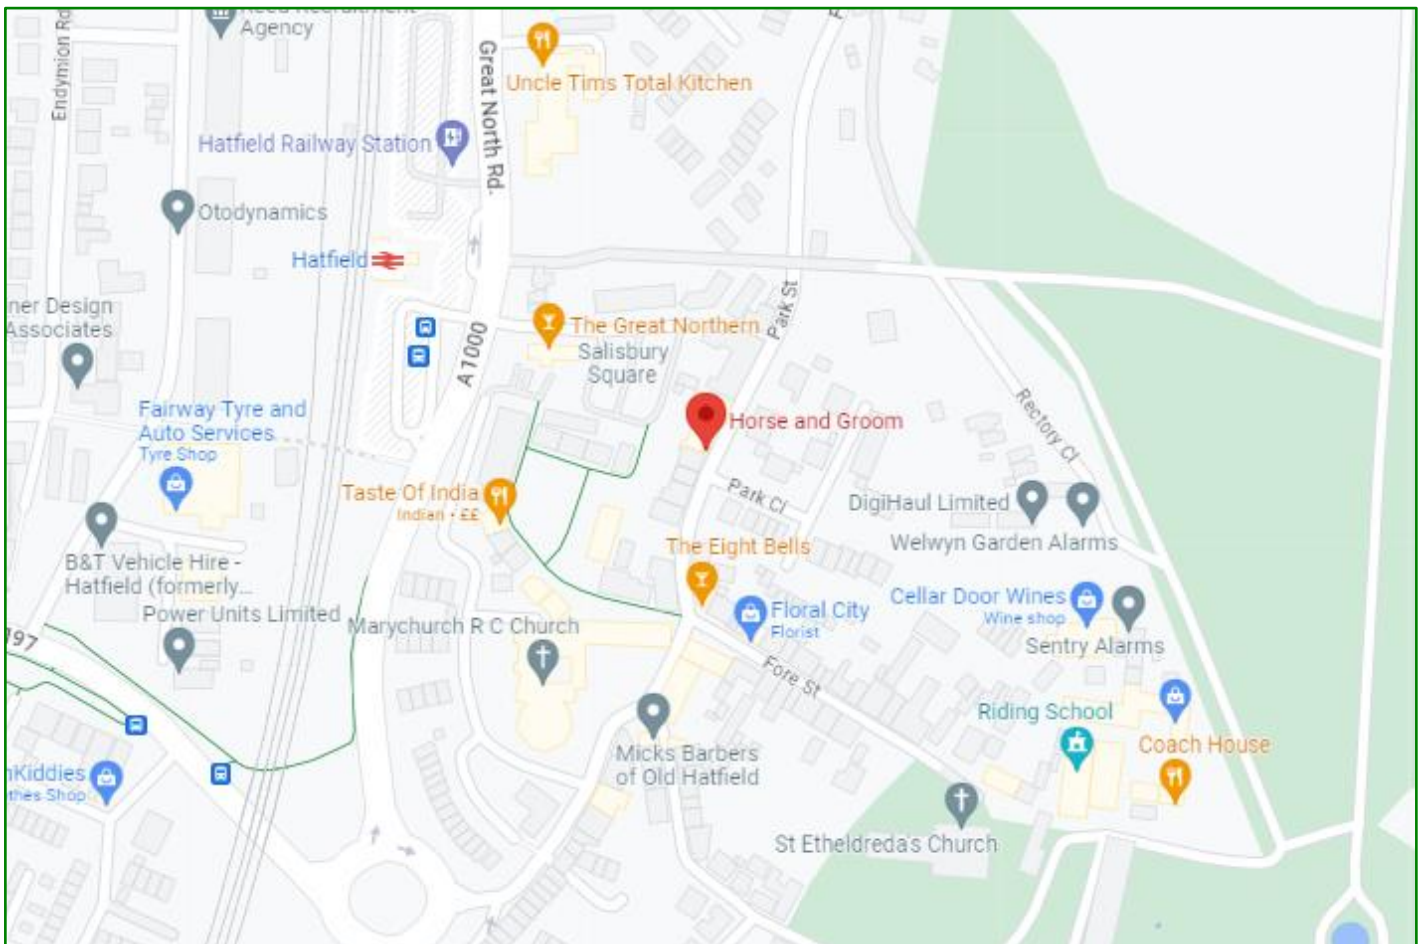 Endymion Rd
Agency
Great North Rd
Uncle Tims Total Kitchen
Hatfield Railway Station
Otodynamics
Hatfield
ner Design
Associates
A1000
The Great Northern
Salisbury
Square
Park St
Fairway Tyre and
Auto Services
Tyre Shop
Horse and Groom
Rectory Cl
Taste Of India
Indian • ££
Park Cl
DigiHaul Limited
Welwyn Garden Alarms
The Eight Bells
B&T Vehicle Hire -
Hatfield (formerly...
Power Units Limited
Marychurch R C Church
Floral City
Florist
Cellar Door Wines
Wine shop
Sentry Alarms
197
Fore St
Riding School
Coach House
Micks Barbers
of Old Hatfield
nKiddies
thes Shop
St Etheldreda's Church